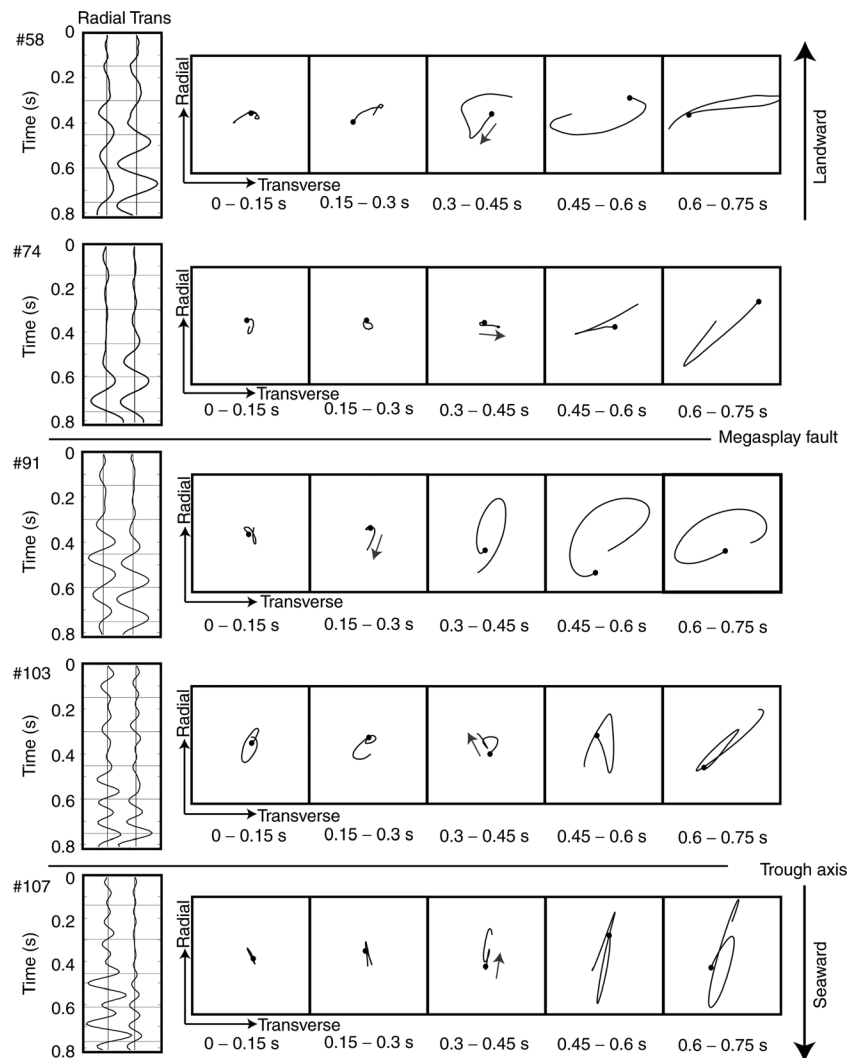 Radial Trans
#58
0
0.2
0.4
0.6
0.8
Time (s)
Radial
Transverse
0 – 0.15 s
0.15 – 0.3 s
0.3 – 0.45 s
0.45 – 0.6 s
0.6 – 0.75 s
Landward
#74
0
0.2
0.4
0.6
0.8
Time (s)
Radial
Transverse
0 – 0.15 s
0.15 – 0.3 s
0.3 – 0.45 s
0.45 – 0.6 s
0.6 – 0.75 s
Megasplay fault
#91
0
0.2
0.4
0.6
0.8
Time (s)
Radial
Transverse
0 – 0.15 s
0.15 – 0.3 s
0.3 – 0.45 s
0.45 – 0.6 s
0.6 – 0.75 s
#103
0
0.2
0.4
0.6
0.8
Time (s)
Radial
Transverse
0 – 0.15 s
0.15 – 0.3 s
0.3 – 0.45 s
0.45 – 0.6 s
0.6 – 0.75 s
Trough axis
#107
0
0.2
0.4
0.6
0.8
Time (s)
Radial
Transverse
0 – 0.15 s
0.15 – 0.3 s
0.3 – 0.45 s
0.45 – 0.6 s
0.6 – 0.75 s
Seaward